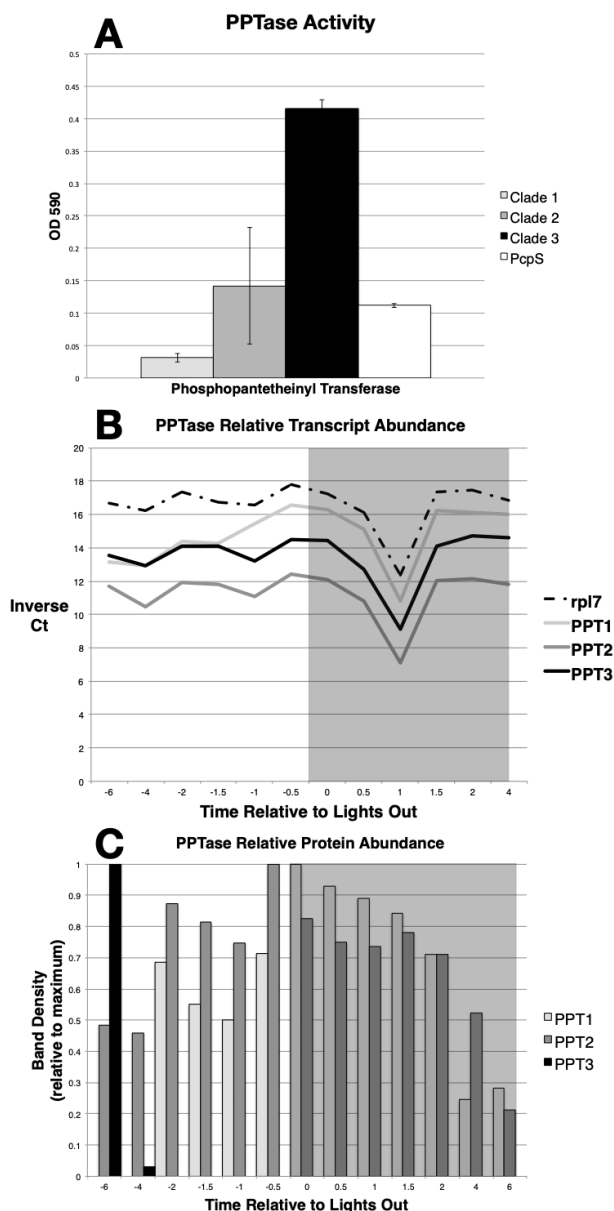 A
PPTase Activity
0.5
0.45
0.4
0.35
0.3
0.25
0.2
0.15
0.1
0.05
0
OD 590
Clade 1
Clade 2
Clade 3
PcpS
Phosphopantetheinyl Transferase
B
PPTase Relative Transcript Abundance
20
18
16
14
12
10
8
6
4
2
0
Inverse
Ct
rpl7
PPT1
PPT2
PPT3
-6 -4 -2 -1.5 -1 -0.5 0 0.5 1 1.5 2 4
Time Relative to Lights Out
C
PPTase Relative Protein Abundance
1
0.9
0.8
0.7
0.6
0.5
0.4
0.3
0.2
0.1
0
Band Density
(relative to maximum)
PPT1
PPT2
PPT3
-6 -4 -2 -1.5 -1 -0.5 0 0.5 1 1.5 2 4 6
Time Relative to Lights Out